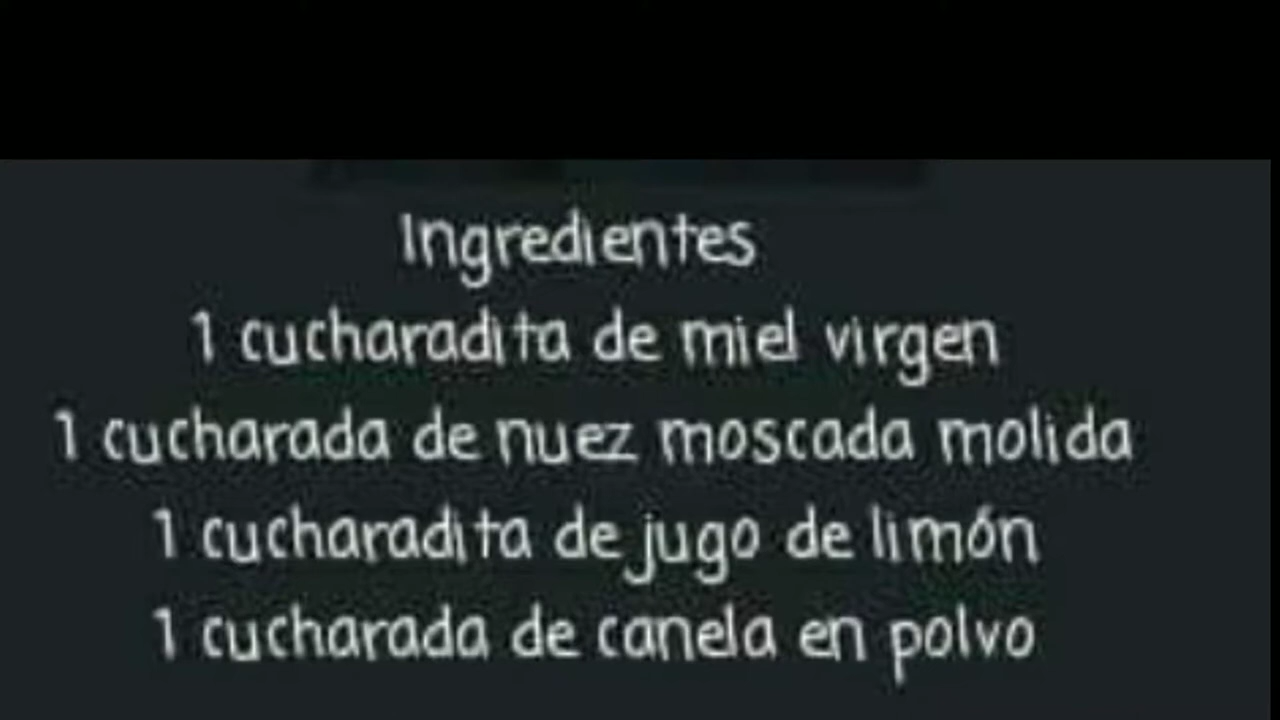 Ingredientes
1 cucharadita de miel virgen
1 cucharada de nuez moscada molida
1 cucharadita de jugo de limón
1 cucharada de canela en polvo